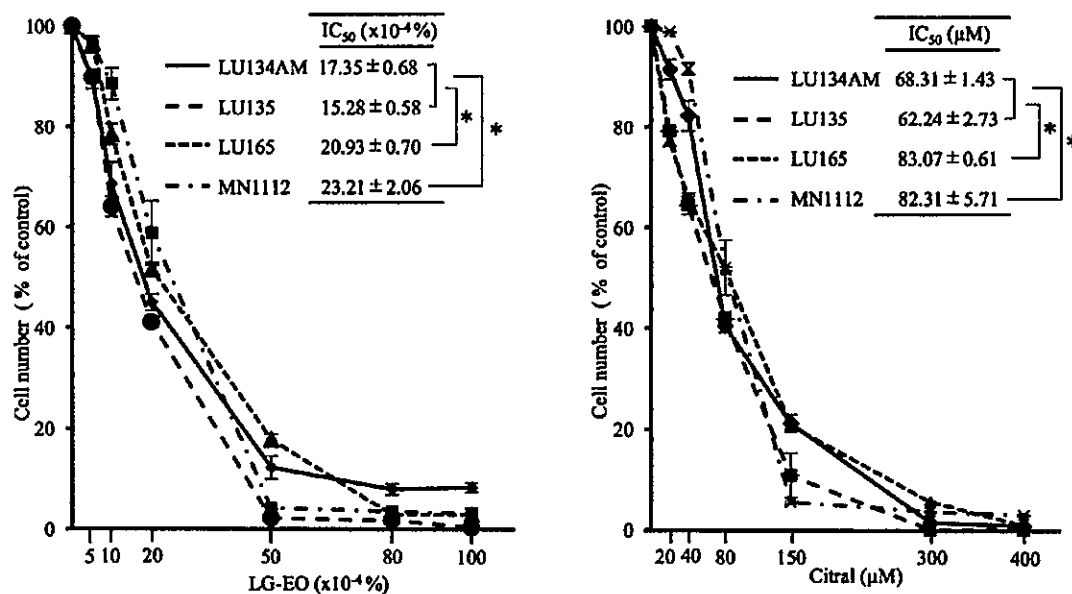 IC50 (x10-4%)
LU134AM 17.35 ± 0.68
LU135 15.28 ± 0.58
LU165 20.93 ± 0.70
MN1112 23.21 ± 2.06
* *
Cell number ( % of control)
100
80
60
40
20
0
5 10 20 50 80 100
LG-EO (x10-4%)
IC50 (µM)
LU134AM 68.31 ± 1.43
LU135 62.24 ± 2.73
LU165 83.07 ± 0.61
MN1112 82.31 ± 5.71
* *
Cell number ( % of control)
100
80
60
40
20
0
20 40 80 150 300 400
Citral (µM)